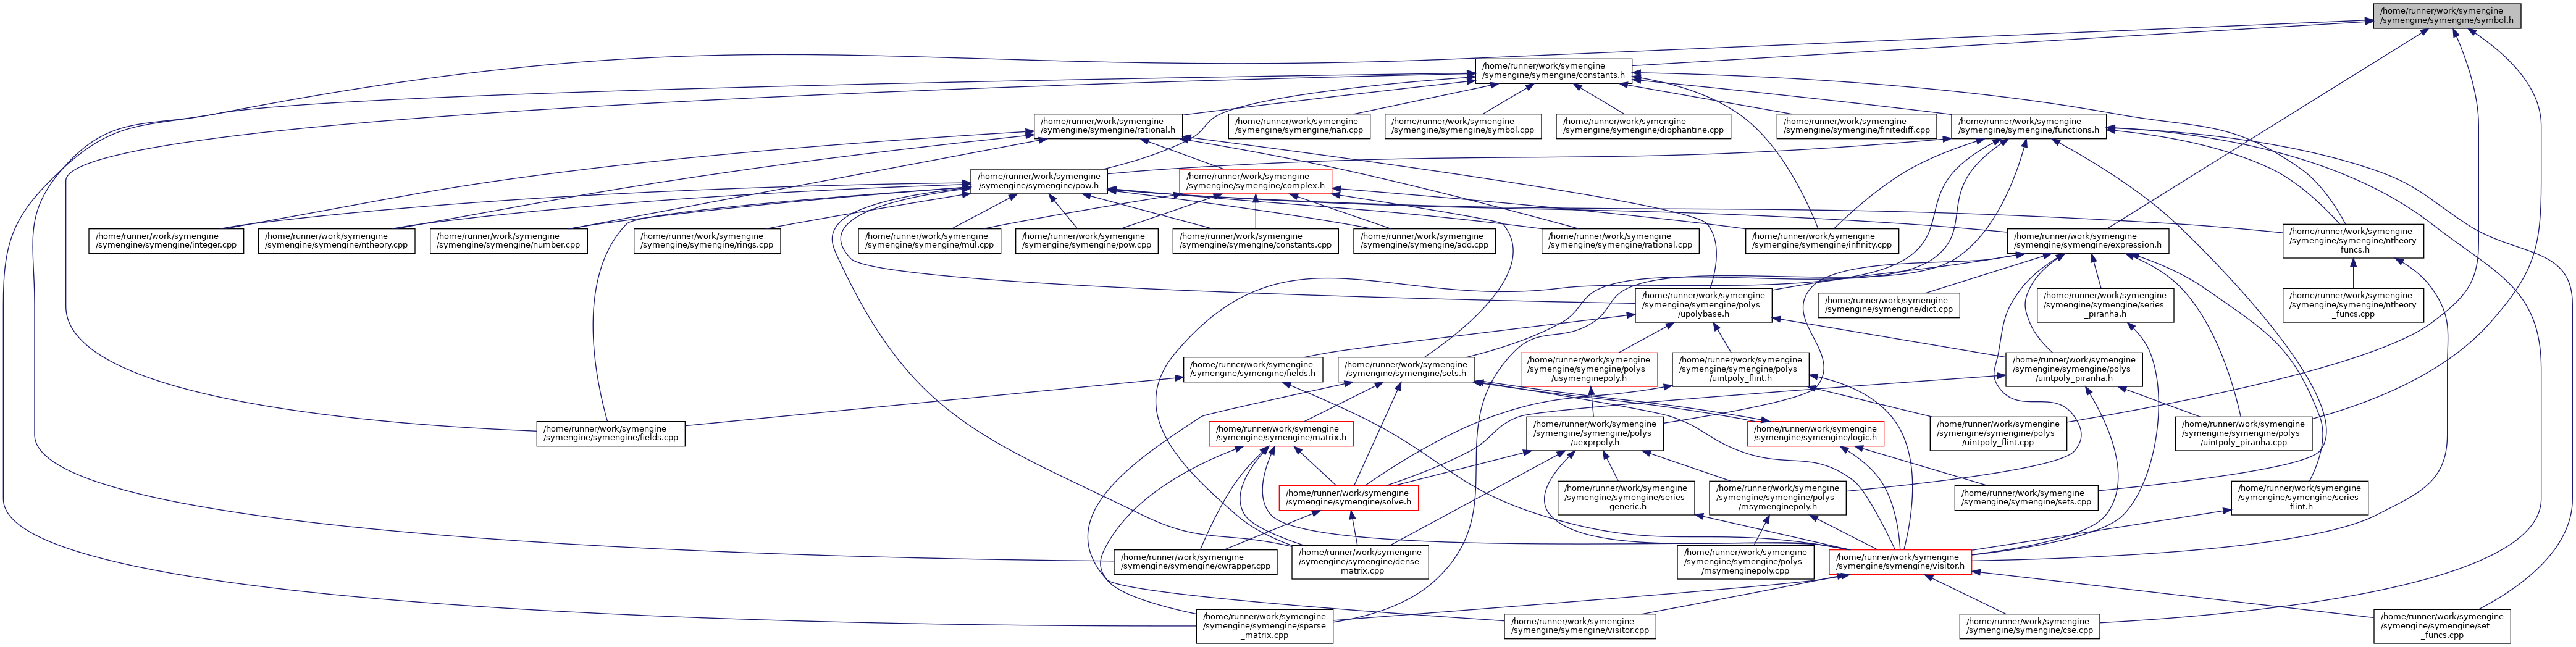 /home/runner/work/symengine
/symengine/symengine/symbol.h
/home/runner/work/symengine
/symengine/symengine/constants.h
/home/runner/work/symengine
/symengine/symengine/rational.h
/home/runner/work/symengine
/symengine/symengine/nan.cpp
/home/runner/work/symengine
/symengine/symengine/symbol.cpp
/home/runner/work/symengine
/symengine/symengine/diophantine.cpp
/home/runner/work/symengine
/symengine/symengine/finitediff.cpp
/home/runner/work/symengine
/symengine/symengine/functions.h
/home/runner/work/symengine
/symengine/symengine/pow.h
/home/runner/work/symengine
/symengine/symengine/complex.h
/home/runner/work/symengine
/symengine/symengine/integer.cpp
/home/runner/work/symengine
/symengine/symengine/ntheory.cpp
/home/runner/work/symengine
/symengine/symengine/number.cpp
/home/runner/work/symengine
/symengine/symengine/rings.cpp
/home/runner/work/symengine
/symengine/symengine/mul.cpp
/home/runner/work/symengine
/symengine/symengine/pow.cpp
/home/runner/work/symengine
/symengine/symengine/constants.cpp
/home/runner/work/symengine
/symengine/symengine/add.cpp
/home/runner/work/symengine
/symengine/symengine/rational.cpp
/home/runner/work/symengine
/symengine/symengine/infinity.cpp
/home/runner/work/symengine
/symengine/symengine/expression.h
/home/runner/work/symengine
/symengine/symengine/ntheory
_funcs.h
/home/runner/work/symengine
/symengine/symengine/polys
/upolybase.h
/home/runner/work/symengine
/symengine/symengine/dict.cpp
/home/runner/work/symengine
/symengine/symengine/series
_piranha.h
/home/runner/work/symengine
/symengine/symengine/ntheory
_funcs.cpp
/home/runner/work/symengine
/symengine/symengine/fields.h
/home/runner/work/symengine
/symengine/symengine/sets.h
/home/runner/work/symengine
/symengine/symengine/polys
/usymenginepoly.h
/home/runner/work/symengine
/symengine/symengine/polys
/uintpoly_flint.h
/home/runner/work/symengine
/symengine/symengine/polys
/uintpoly_piranha.h
/home/runner/work/symengine
/symengine/symengine/fields.cpp
/home/runner/work/symengine
/symengine/symengine/matrix.h
/home/runner/work/symengine
/symengine/symengine/polys
/uexprpoly.h
/home/runner/work/symengine
/symengine/symengine/logic.h
/home/runner/work/symengine
/symengine/symengine/polys
/uintpoly_flint.cpp
/home/runner/work/symengine
/symengine/symengine/polys
/uintpoly_piranha.cpp
/home/runner/work/symengine
/symengine/symengine/solve.h
/home/runner/work/symengine
/symengine/symengine/series
_generic.h
/home/runner/work/symengine
/symengine/symengine/polys
/msymenginepoly.h
/home/runner/work/symengine
/symengine/symengine/sets.cpp
/home/runner/work/symengine
/symengine/symengine/series
_flint.h
/home/runner/work/symengine
/symengine/symengine/cwrapper.cpp
/home/runner/work/symengine
/symengine/symengine/dense
_matrix.cpp
/home/runner/work/symengine
/symengine/symengine/polys
/msymenginepoly.cpp
/home/runner/work/symengine
/symengine/symengine/visitor.h
/home/runner/work/symengine
/symengine/symengine/sparse
_matrix.cpp
/home/runner/work/symengine
/symengine/symengine/visitor.cpp
/home/runner/work/symengine
/symengine/symengine/cse.cpp
/home/runner/work/symengine
/symengine/symengine/set
_funcs.cpp